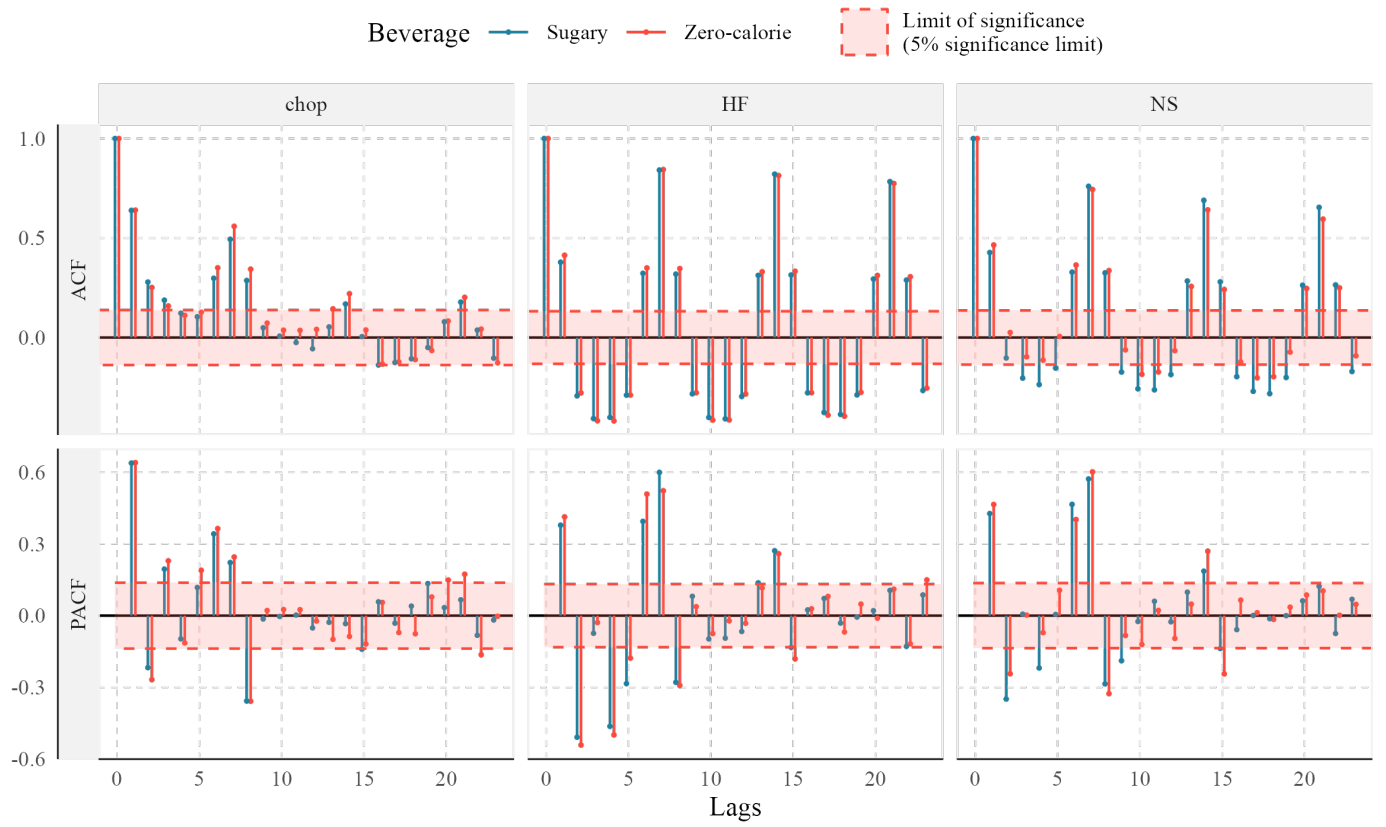 Beverage Sugary Zero-calorie Limit of significance
(5% significance limit)
chop HF NS
ACF
1.0
0.5
0.0
PACF
0.6
0.3
0.0
-0.3
-0.6
0 5 10 15 20 0 5 10 15 20 0 5 10 15 20
Lags